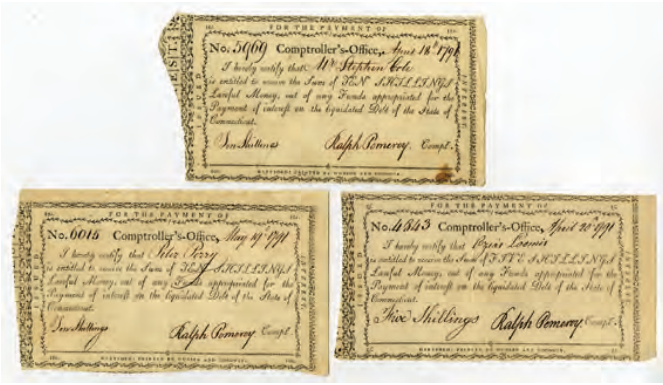 FOR THE PAYMENT OF
No. 5969 Comptroller's-Office, April 18th 1791
I hereby certify that Mr Stephen Cole
is entitled to receive the Sum of TEN SHILLINGS
Lawful Money, out of any Funds appropriated for the
Payment of interest on the liquidated Debt of the State of
Connecticut.
Ten Shillings Ralph Pomeroy. Compt.
HARTFORD: PRINTED BY HUDSON AND GOODWIN.
INTEREST.
FOR THE PAYMENT OF
No. 6015 Comptroller's-Office, May 19th 1791
I hereby certify that Perry
is entitled to receive the Sum of TEN SHILLINGS
Lawful Money, out of any Funds appropriated for the
Payment of interest on the liquidated Debt of the State of
Connecticut.
Ten Shillings Ralph Pomeroy. Compt.
HARTFORD: PRINTED BY HUDSON AND GOODWIN.
FOR THE PAYMENT OF
No. 4543 Comptroller's-Office, April 20th 1791
I hereby certify that Loomis
is entitled to receive the Sum of FIVE SHILLINGS
Lawful Money, out of any Funds appropriated for the
Payment of interest on the liquidated Debt of the State of
Connecticut.
Five Shillings Ralph Pomeroy. Compt.
HARTFORD: PRINTED BY HUDSON AND GOODWIN.